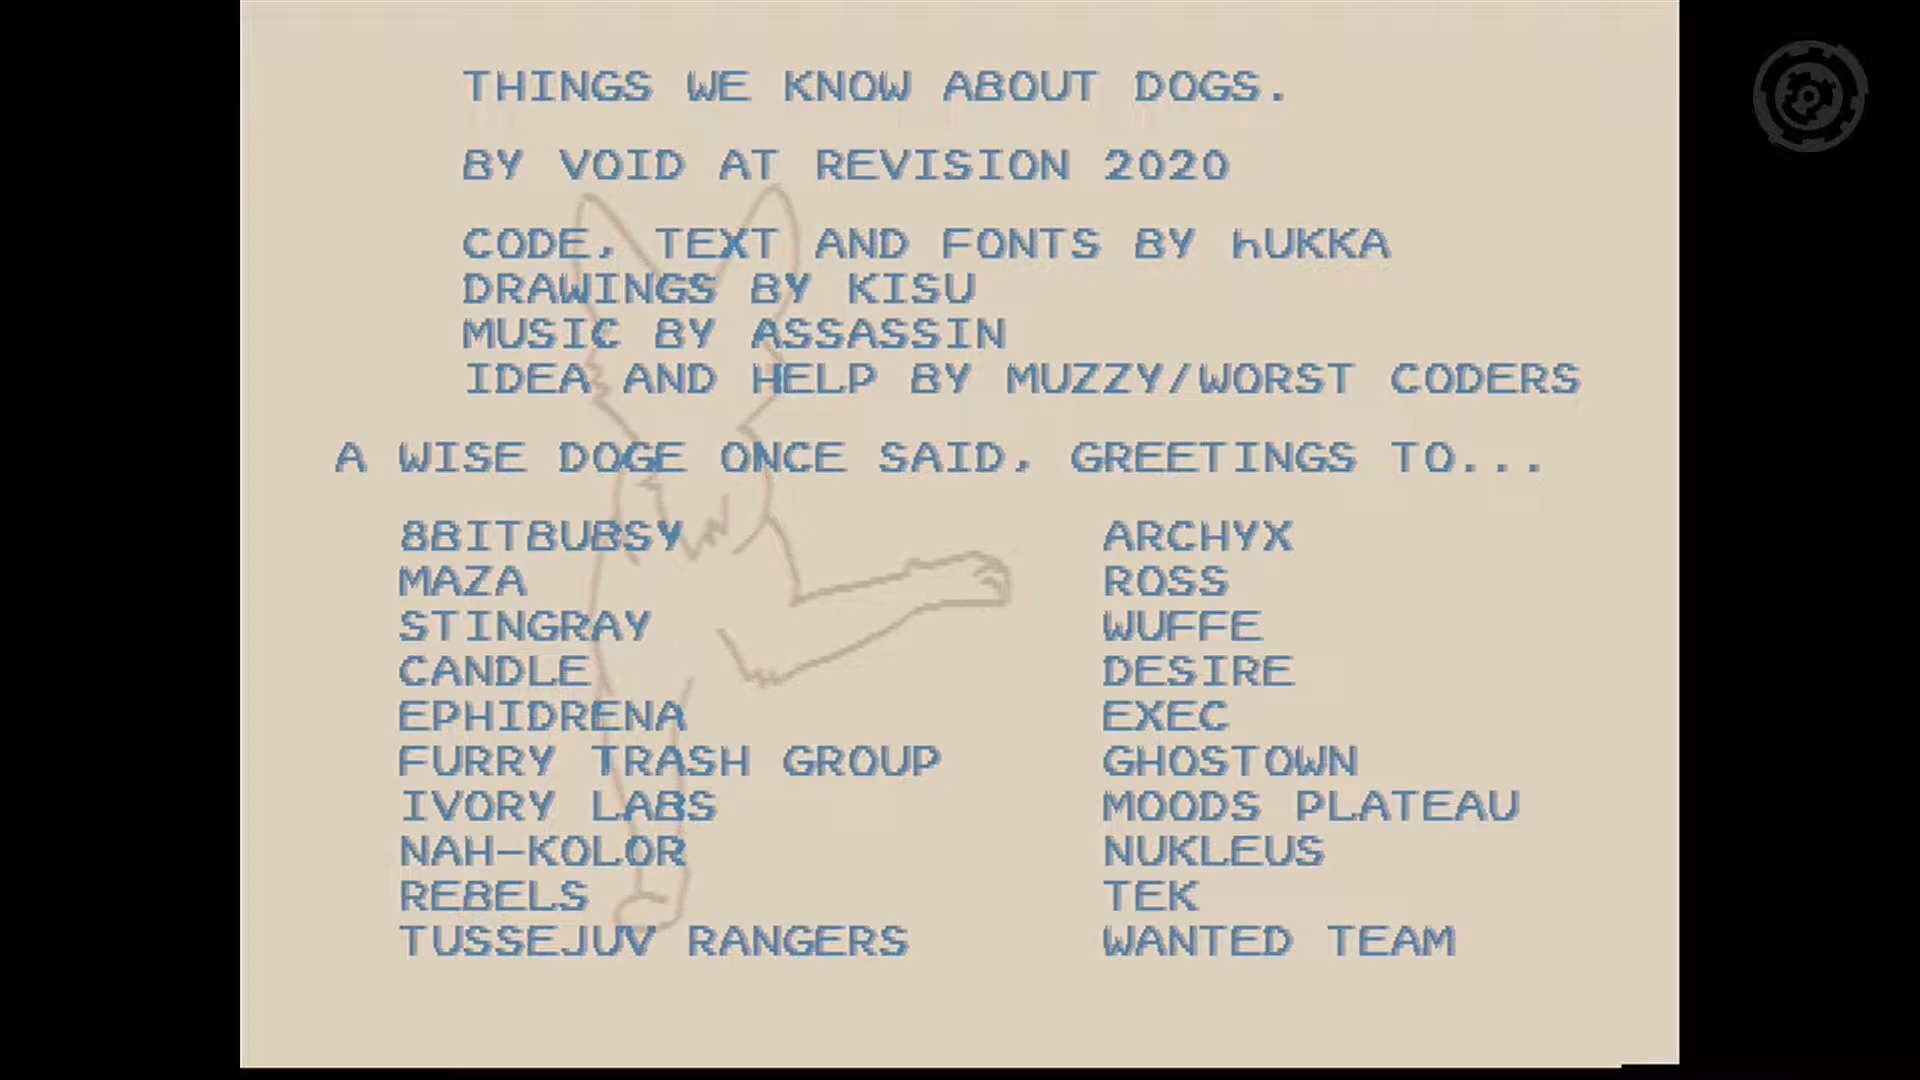 THINGS WE KNOW ABOUT DOGS.
BY VOID AT REVISION 2020
CODE, TEXT AND FONTS BY hUKKA
DRAWINGS BY KISU
MUSIC BY ASSASSIN
IDEA AND HELP BY MUZZY/WORST CODERS
A WISE DOGE ONCE SAID, GREETINGS TO...
8BITBUBSY ARCHYX
MAZA ROSS
STINGRAY WUFFE
CANDLE DESIRE
EPHIDRENA EXEC
FURRY TRASH GROUP GHOSTOWN
IVORY LABS MOODS PLATEAU
NAH-KOLOR NUKLEUS
REBELS TEK
TUSSEJUV RANGERS WANTED TEAM